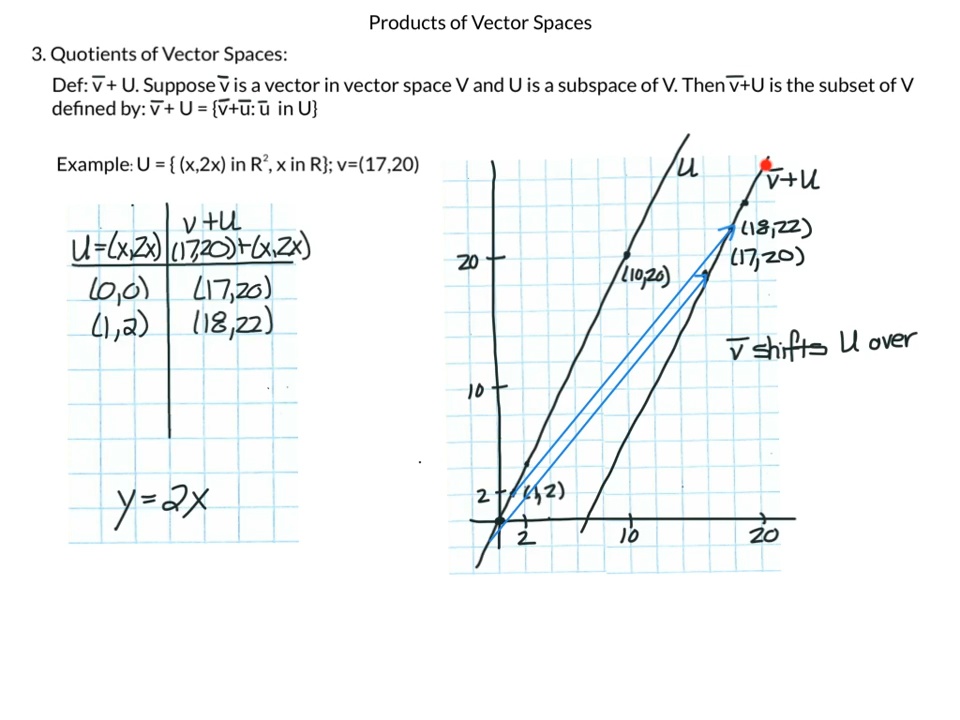 Products of Vector Spaces
3. Quotients of Vector Spaces:
Def: v̅ + U. Suppose v̅ is a vector in vector space V and U is a subspace of V. Then v̅+U is the subset of V
defined by: v̅ + U = {v̅+u̅: u̅ in U}
Example: U = { (x,2x) in R², x in R}; v=(17,20)
v+U
U=(x,2x) (17,20)+(x,2x)
(0,0) (17,20)
(1,2) (18,22)
y=2x
U
v̅+U
(18,22)
(17,20)
20
(10,20)
v̅ shifts U over
10
2
(1,2)
2 10 20